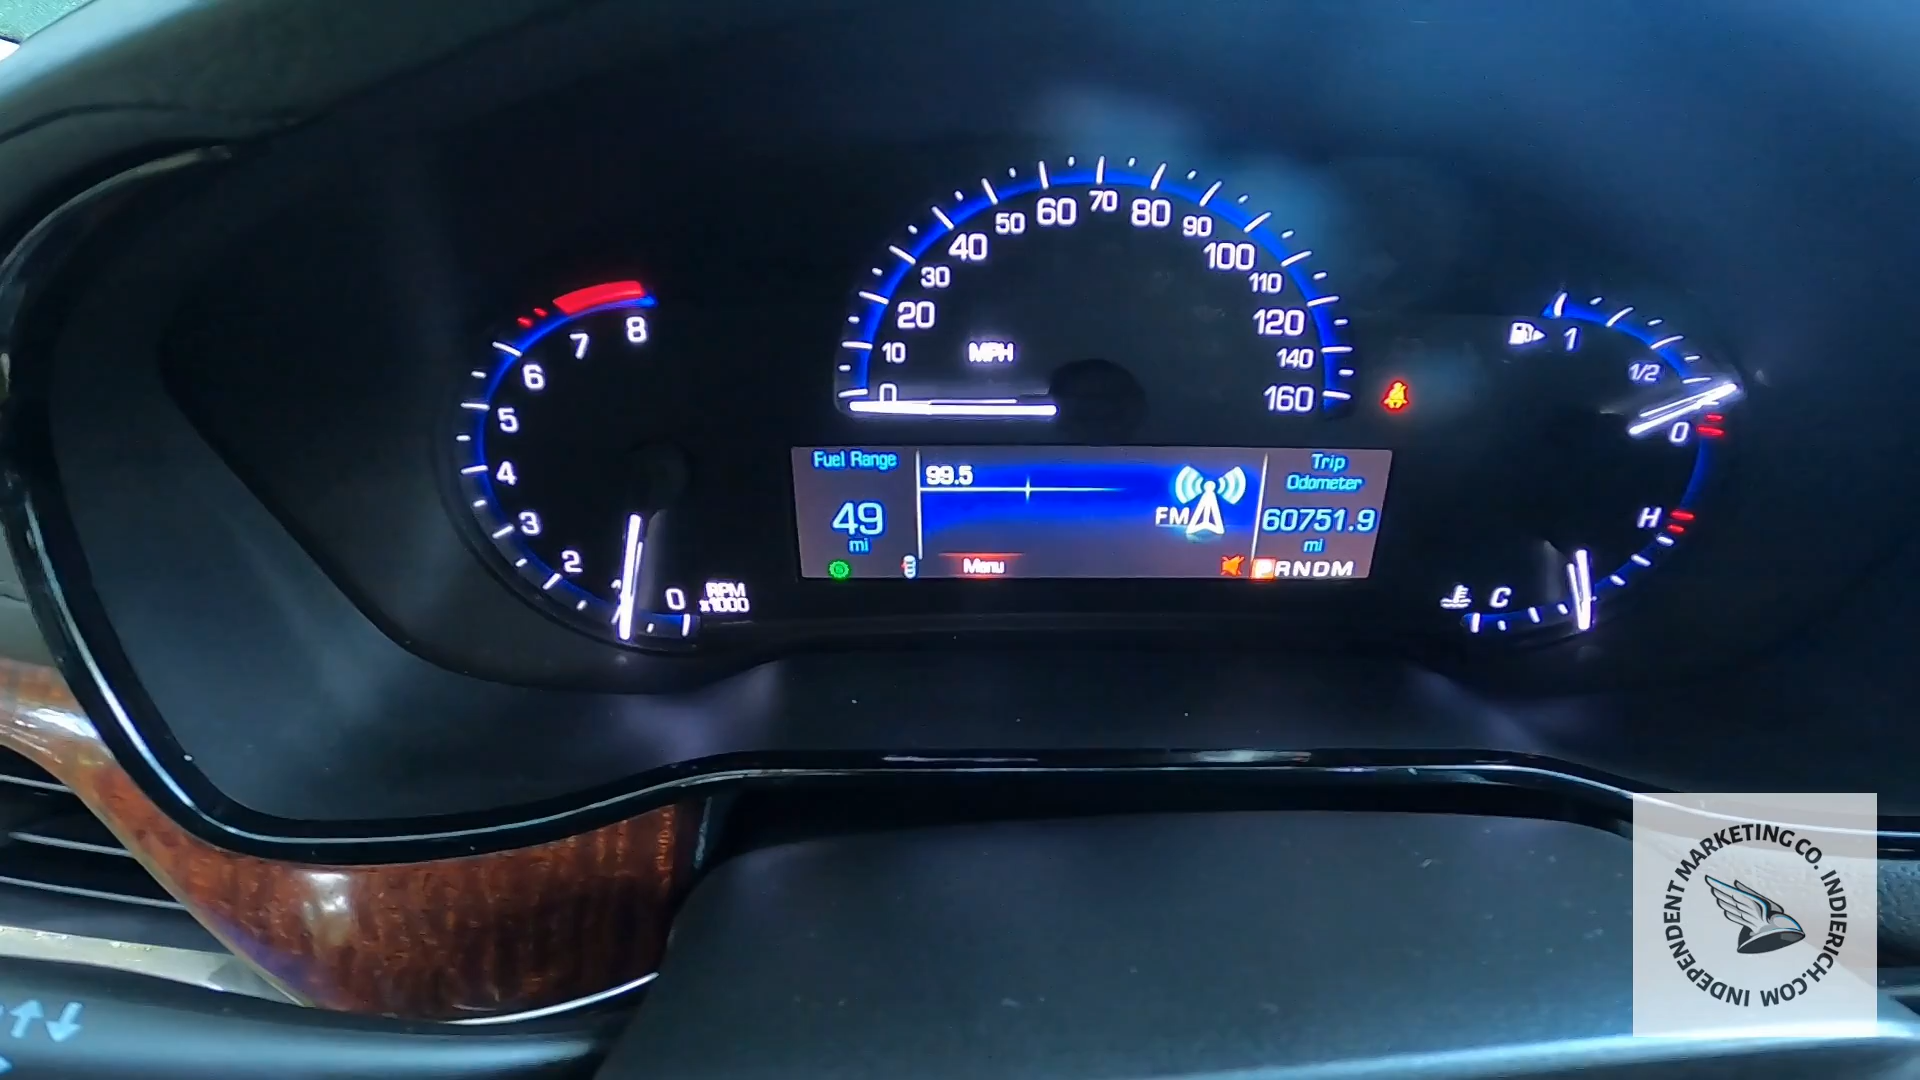 8
7
6
5
4
3
2
1
0
RPM
x1000
0
10
20
30
40
50
60
70
80
90
100
110
120
140
160
MPH
1
1/2
0
H
C
Fuel Range
49
mi
99.5
FM
Menu
Trip
Odometer
60751.9
mi
PRNDM
INDEPENDENT MARKETING CO. INDIERICH.COM